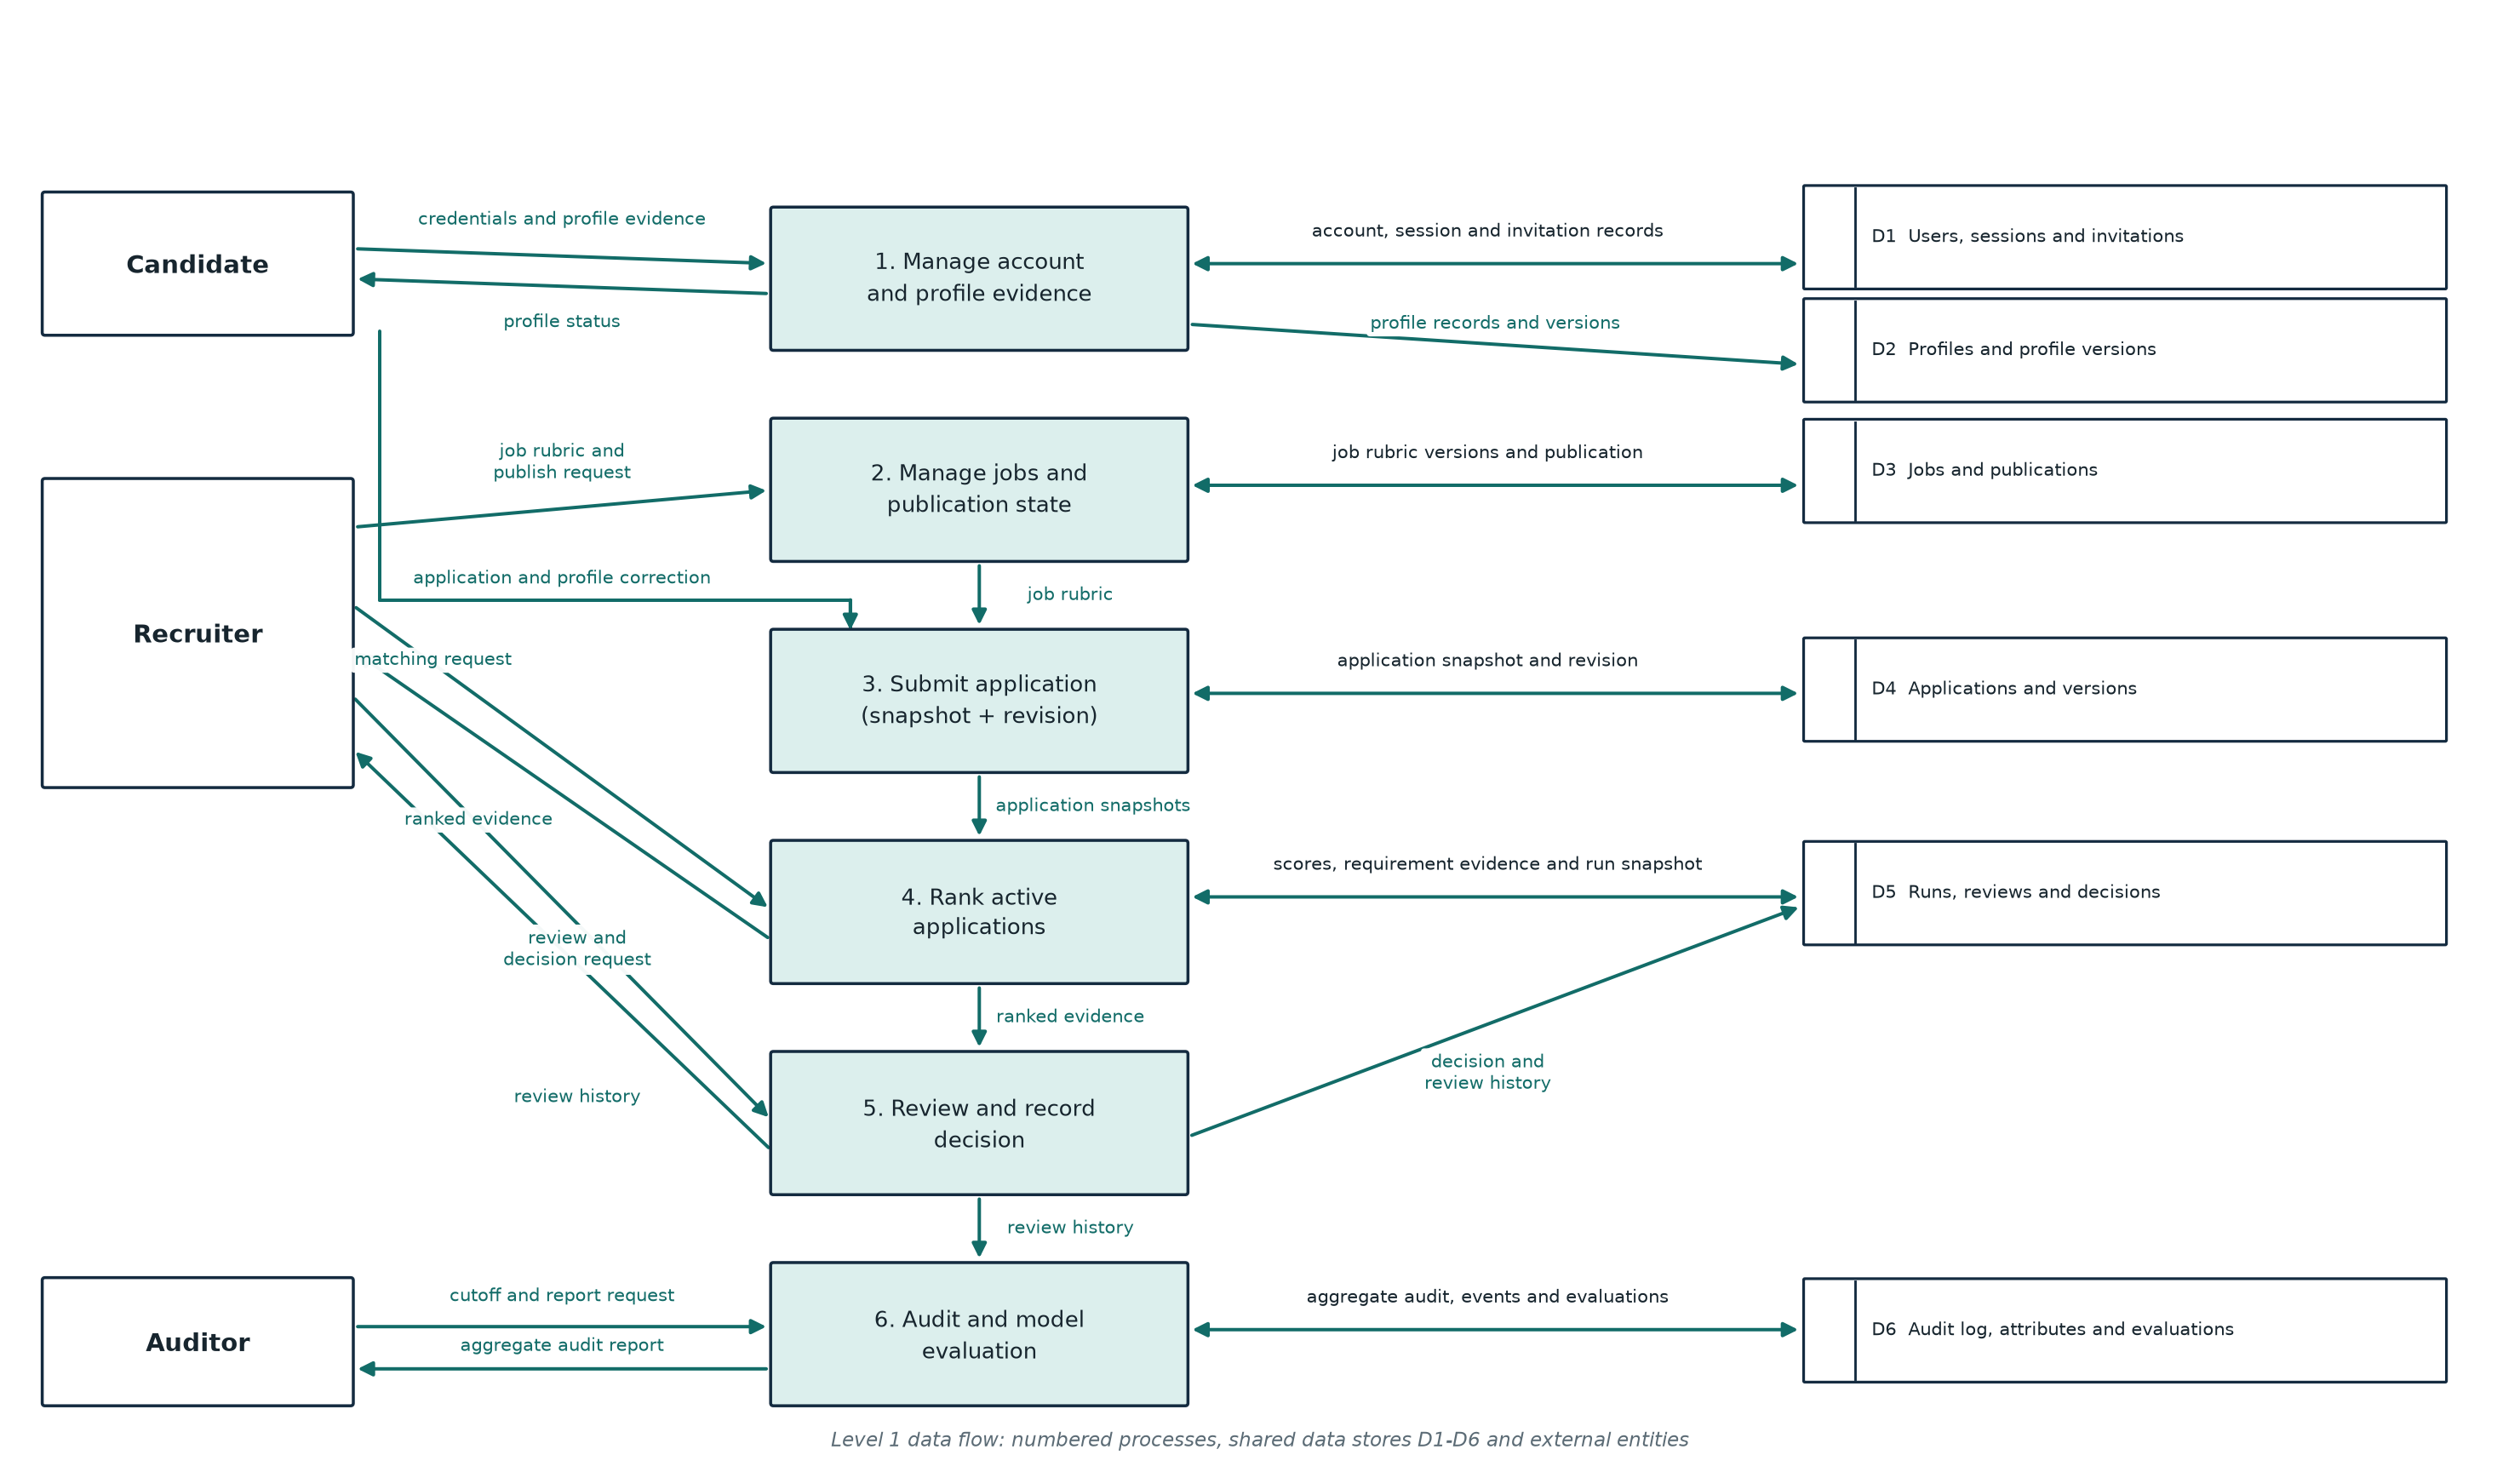 Candidate
credentials and profile evidence
profile status
1. Manage account
and profile evidence
account, session and invitation records
profile records and versions
D1 Users, sessions and invitations
D2 Profiles and profile versions
job rubric and
publish request
2. Manage jobs and
publication state
job rubric versions and publication
D3 Jobs and publications
Recruiter
application and profile correction
job rubric
matching request
3. Submit application
(snapshot + revision)
application snapshot and revision
D4 Applications and versions
ranked evidence
application snapshots
4. Rank active
applications
scores, requirement evidence and run snapshot
D5 Runs, reviews and decisions
review and
decision request
ranked evidence
review history
5. Review and record
decision
decision and
review history
review history
Auditor
cutoff and report request
aggregate audit report
6. Audit and model
evaluation
aggregate audit, events and evaluations
D6 Audit log, attributes and evaluations
Level 1 data flow: numbered processes, shared data stores D1-D6 and external entities